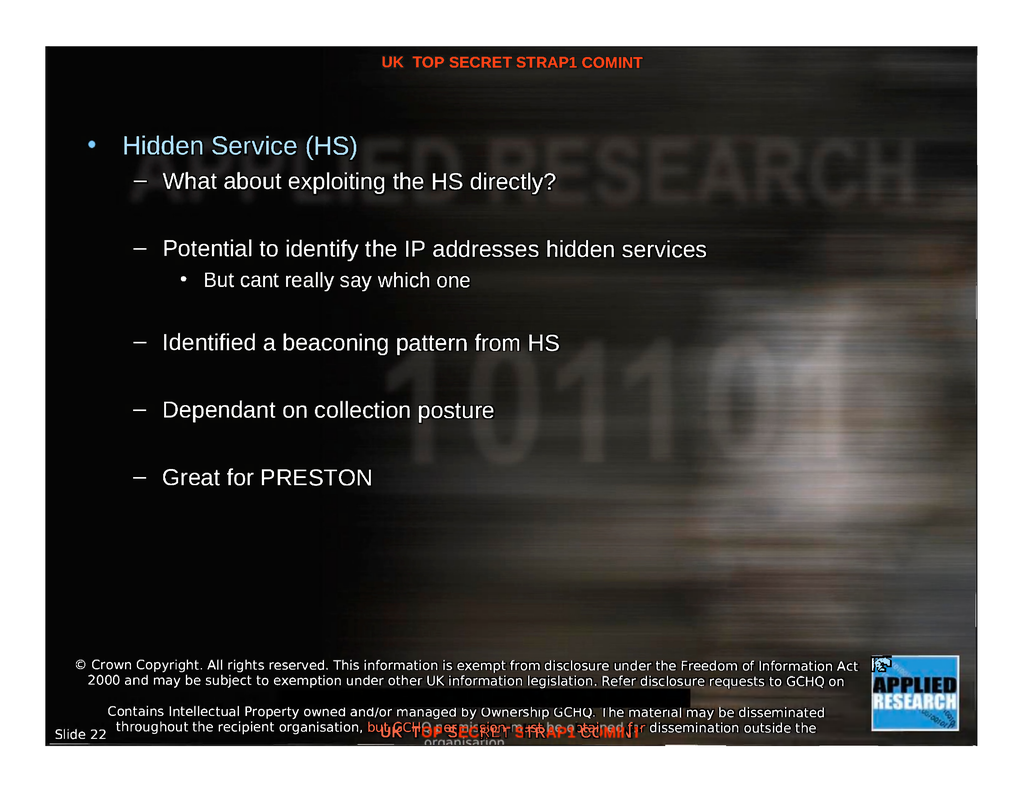 UK TOP SECRET STRAP1 COMINT
APPLIED RESEARCH
• Hidden Service (HS)
– What about exploiting the HS directly?
– Potential to identify the IP addresses hidden services
• But cant really say which one
– Identified a beaconing pattern from HS
101101
– Dependant on collection posture
– Great for PRESTON
© Crown Copyright. All rights reserved. This information is exempt from disclosure under the Freedom of Information Act
2000 and may be subject to exemption under other UK information legislation. Refer disclosure requests to GCHQ on
Contains Intellectual Property owned and/or managed by Ownership GCHQ. The material may be disseminated
throughout the recipient organisation, but GCHQ permission must be obtained for dissemination outside the
organisation
UK TOP SECRET STRAP1 COMINT
Slide 22
APPLIED
RESEARCH